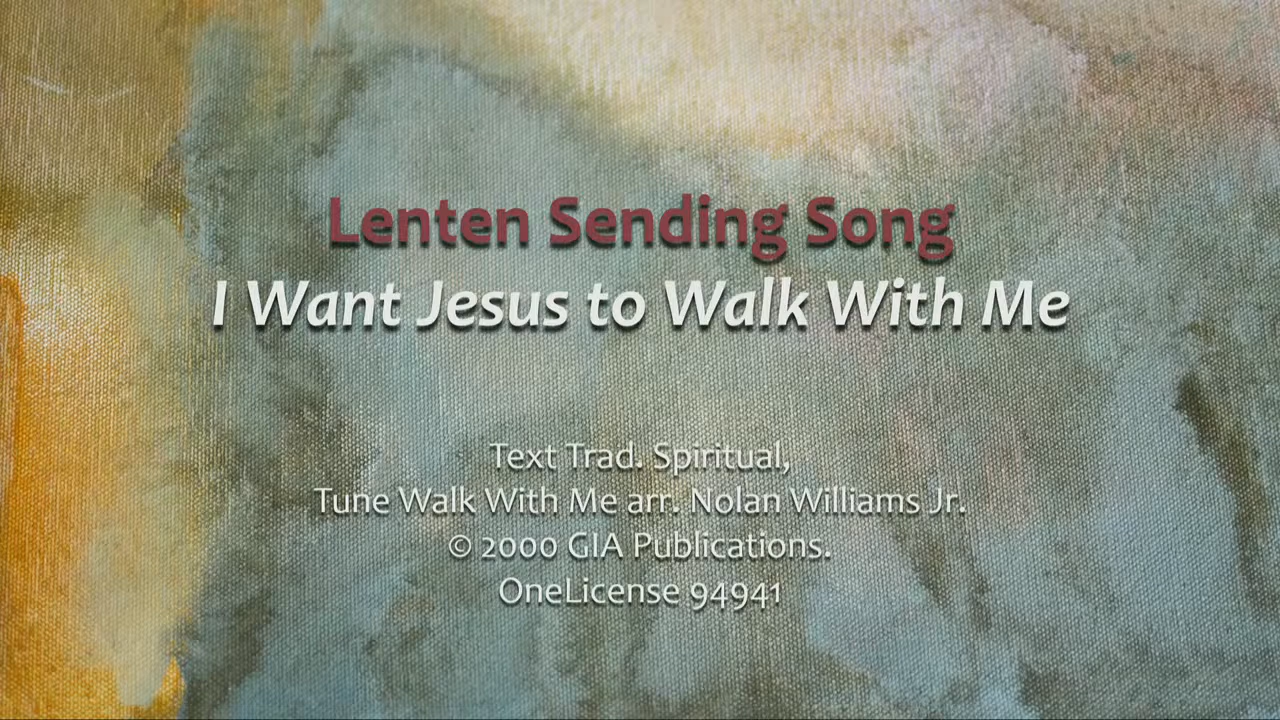 Lenten Sending Song
I Want Jesus to Walk With Me
Text Trad. Spiritual,
Tune Walk With Me arr. Nolan Williams Jr.
© 2000 GIA Publications.
OneLicense 94941